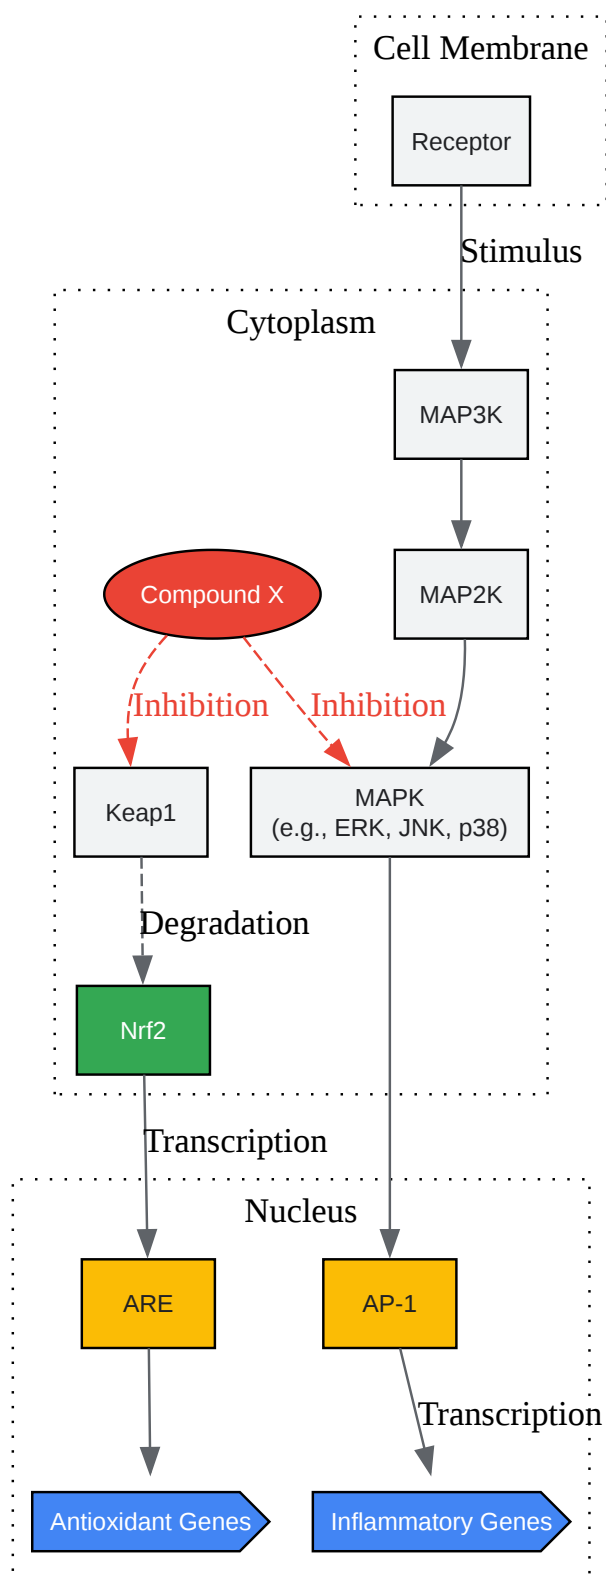 Cell Membrane
Receptor
Stimulus
Cytoplasm
MAP3K
Compound X
MAP2K
Inhibition
Inhibition
Keap1
MAPK
(e.g., ERK, JNK, p38)
Degradation
Nrf2
Transcription
Nucleus
ARE
AP-1
Transcription
Antioxidant Genes
Inflammatory Genes